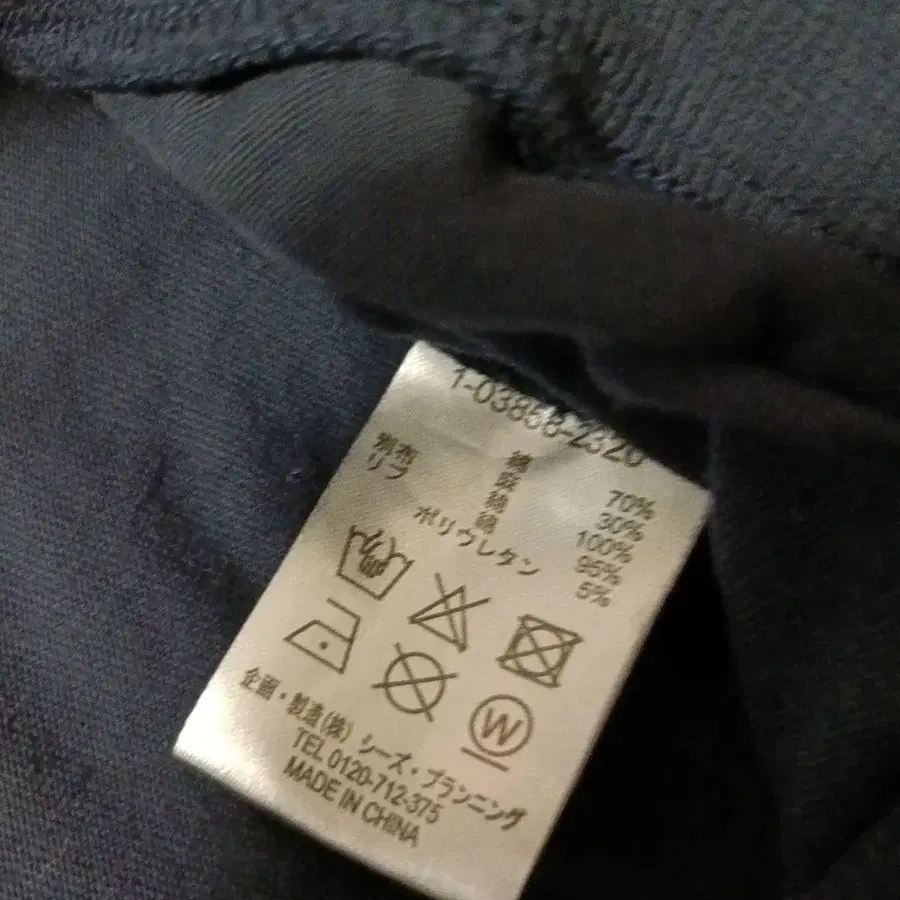 1-03858-2320
綿 70%
麻 30%
別布 綿 100%
リブ 綿 95%
ポリウレタン 5%
W
企画・製造(株)シーズ・プランニング
TEL 0120-712-375
MADE IN CHINA